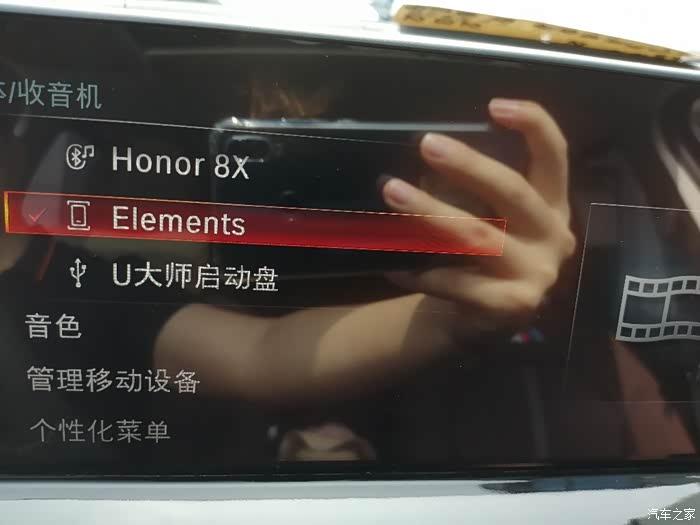 /收音机
Honor 8X
Elements
U大师启动盘
音色
管理移动设备
个性化菜单
汽车之家